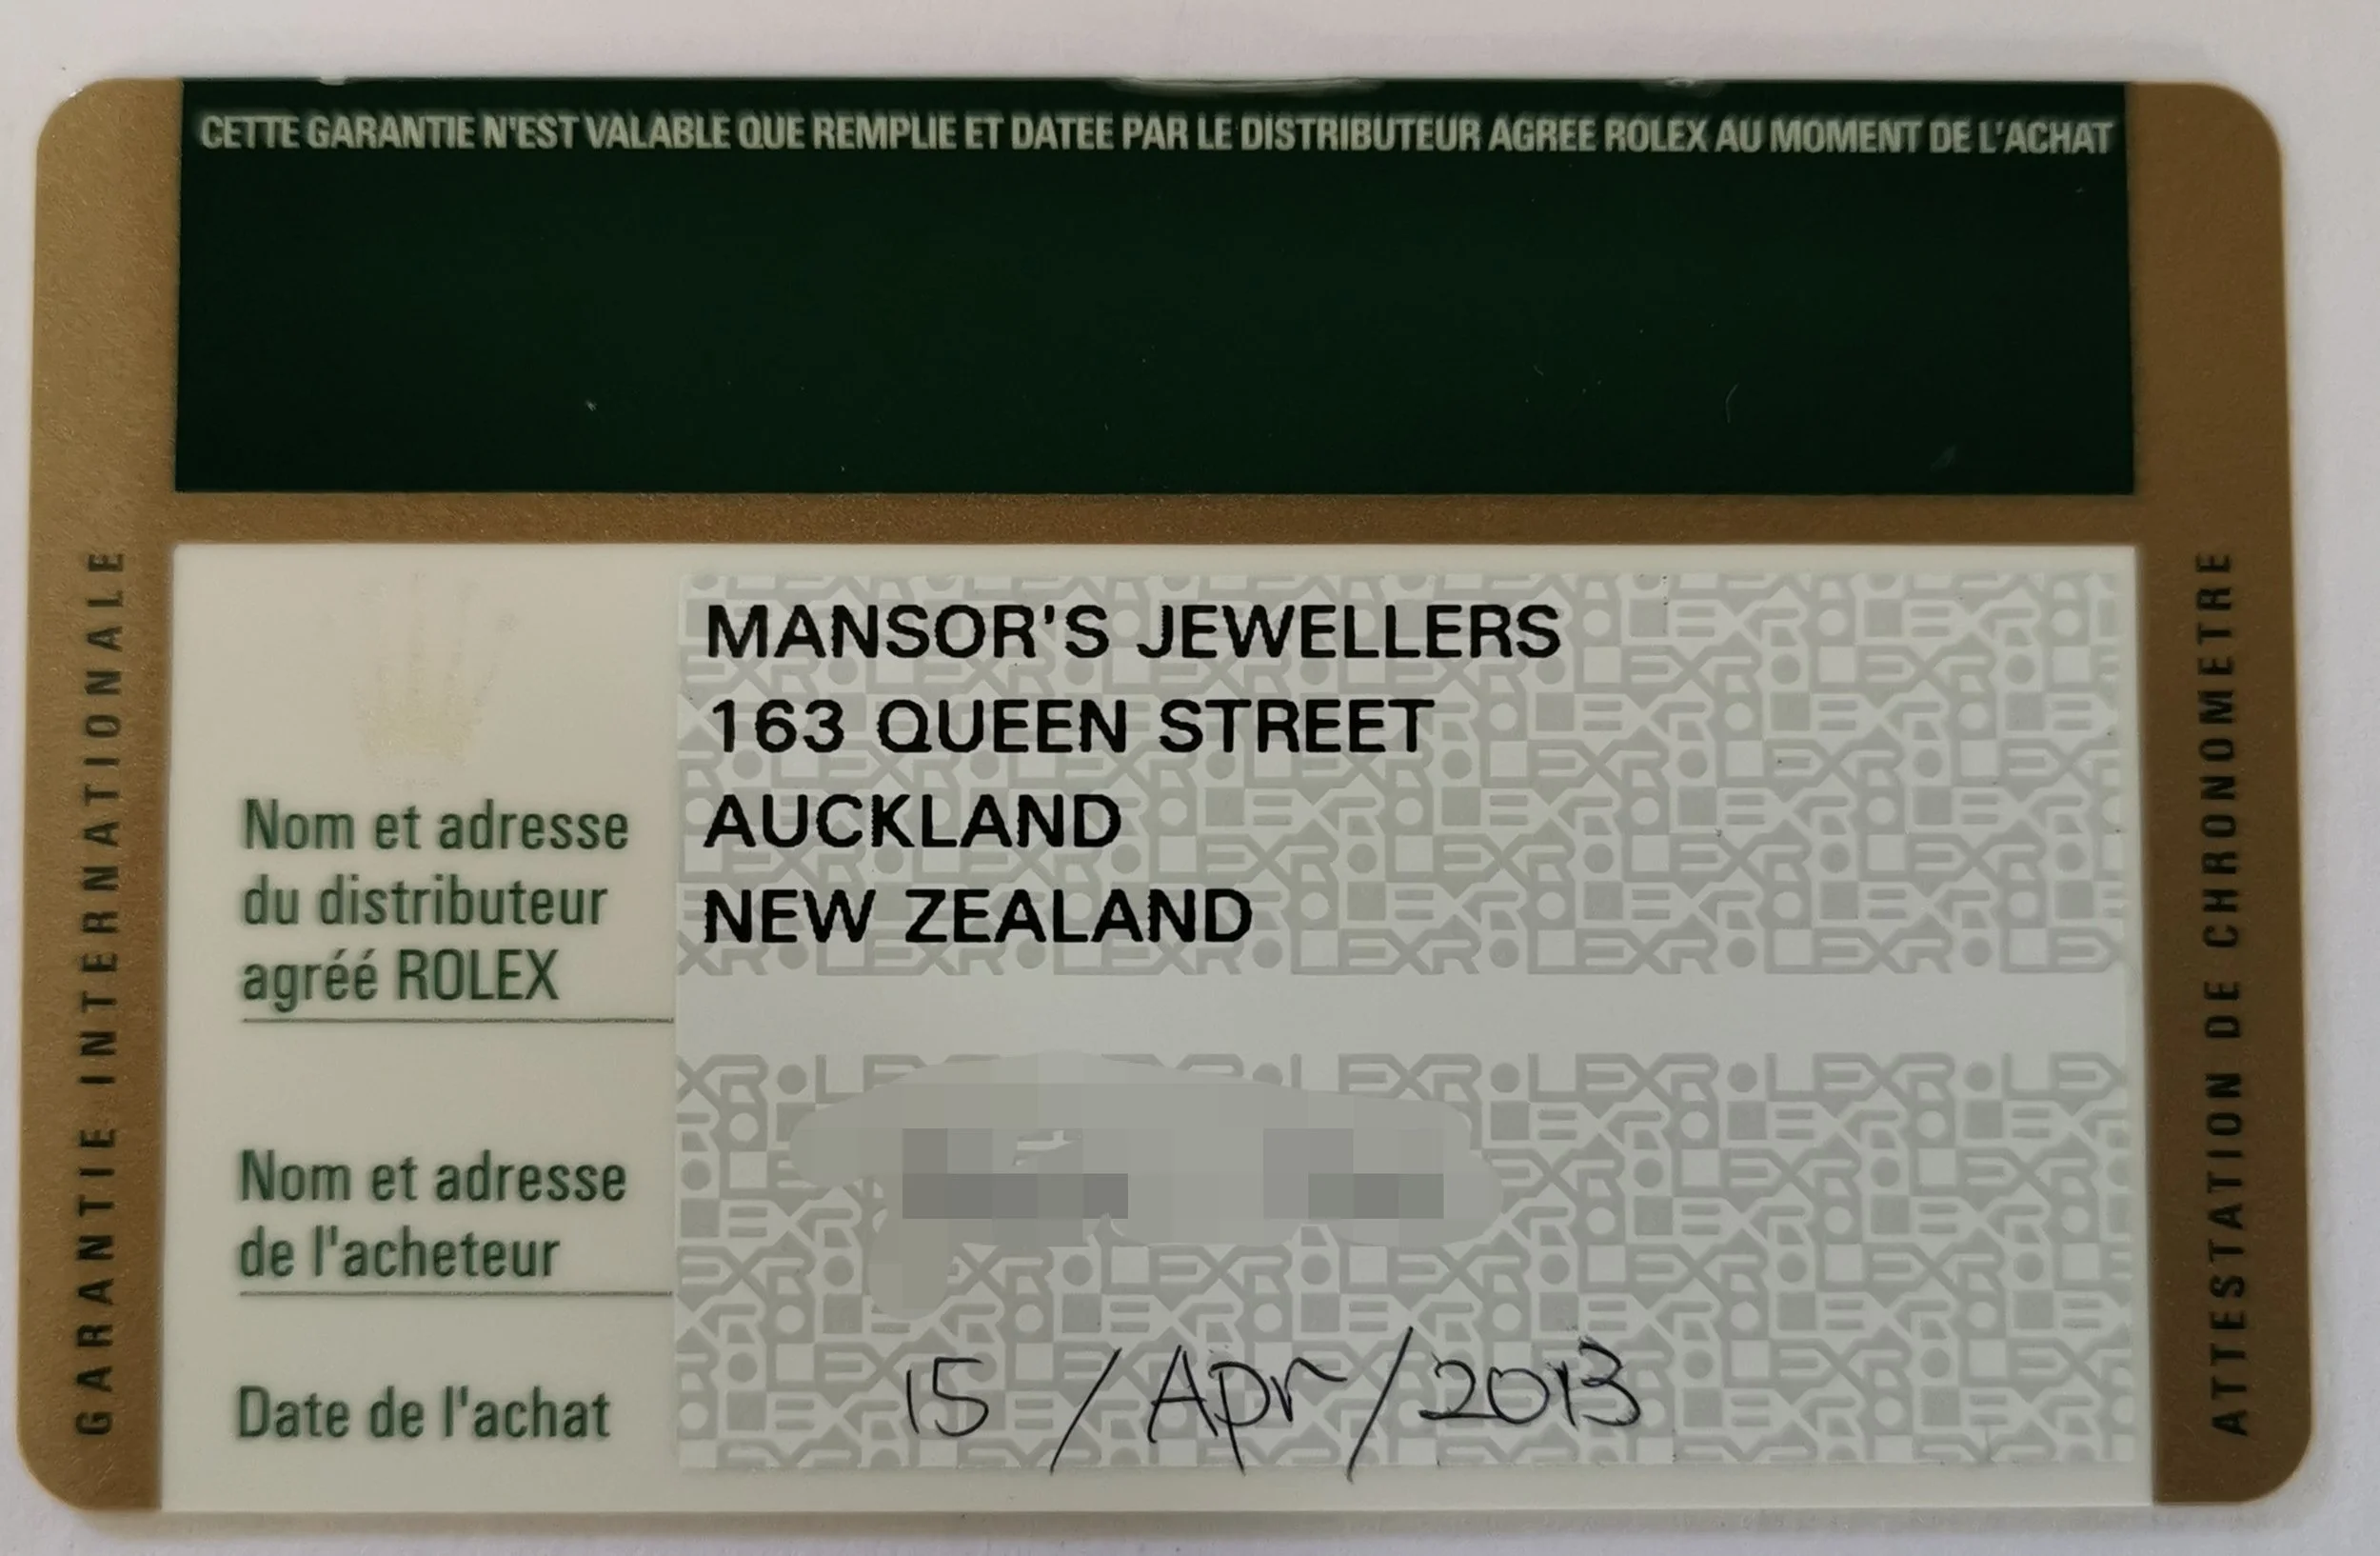 CETTE GARANTIE N'EST VALABLE QUE REMPLIE ET DATEE PAR LE DISTRIBUTEUR AGREE ROLEX AU MOMENT DE L'ACHAT
GARANTIE INTERNATIONALE
MANSOR'S JEWELLERS
163 QUEEN STREET
AUCKLAND
NEW ZEALAND
Nom et adresse
du distributeur
agréé ROLEX
Nom et adresse
de l'acheteur
Date de l'achat
15 / Apr / 2013
ATTESTATION DE CHRONOMETRE